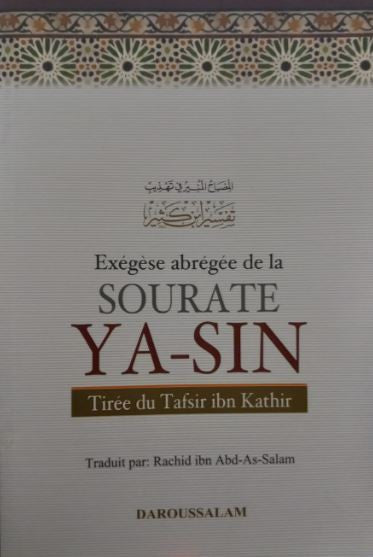 المصباح المنير في تهذيب
تفسير ابن كثير
Exégèse abrégée de la
SOURATE
YA-SIN
Tirée du Tafsir ibn Kathir
Traduit par: Rachid ibn Abd-As-Salam
DAROUSSALAM